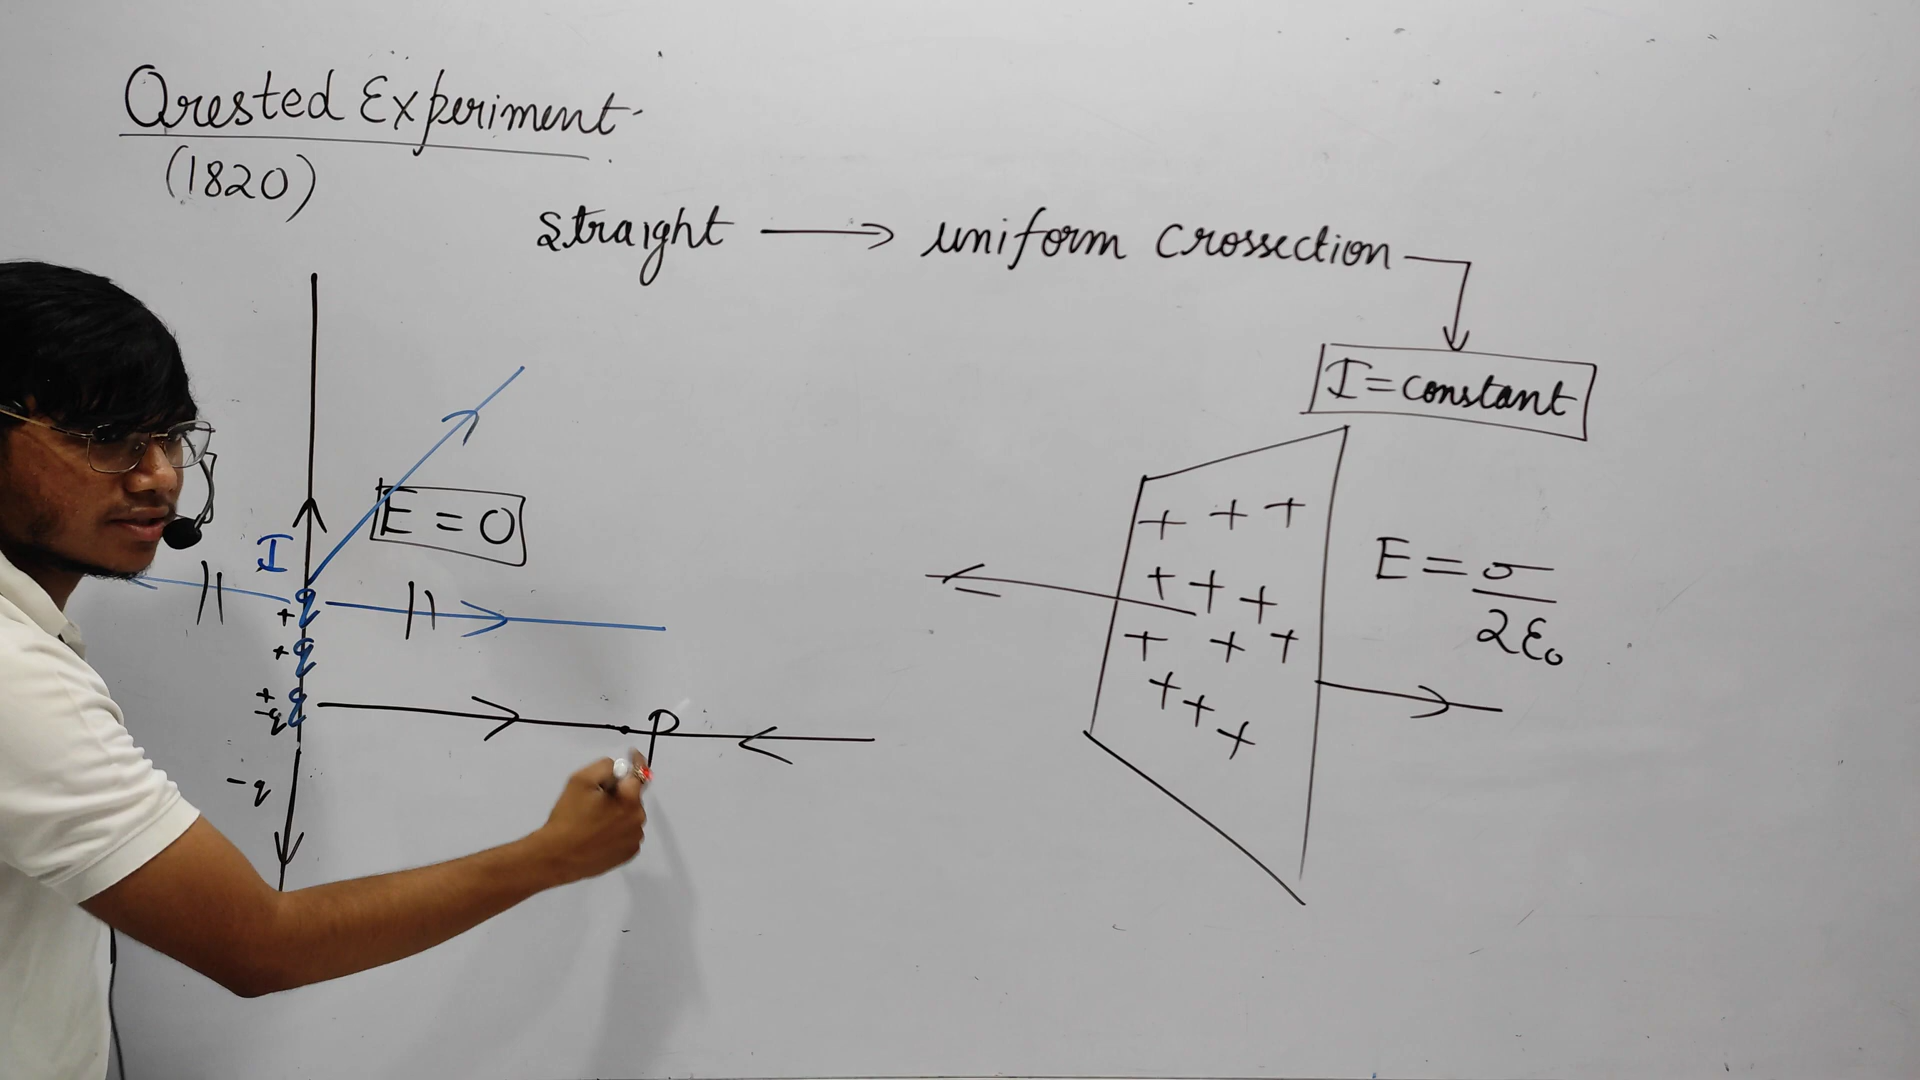 Orested Experiment
(1820)
straight → uniform crossection
I = constant
E = 0
I
+ q
+ q
+ q
-q
-q
P
+ + +
+ + +
+ + +
+ + +
E = σ/2ε₀